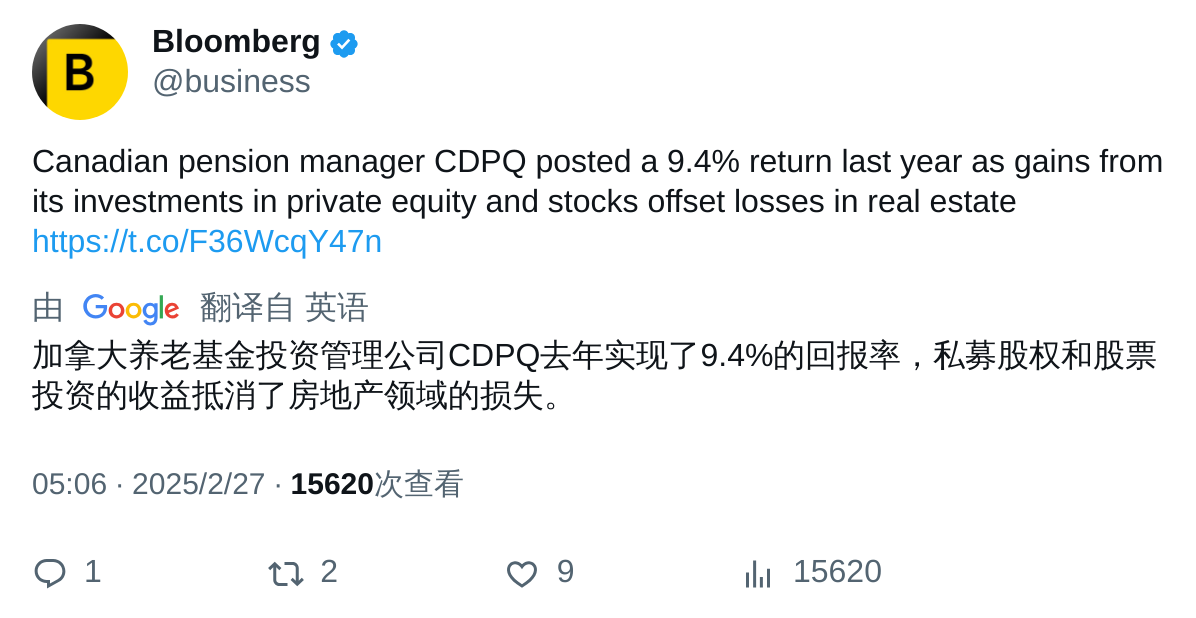 B
Bloomberg
@business
Canadian pension manager CDPQ posted a 9.4% return last year as gains from
its investments in private equity and stocks offset losses in real estate
https://t.co/F36WcqY47n
由 Google 翻译自 英语
加拿大养老基金投资管理公司CDPQ去年实现了9.4%的回报率，私募股权和股票
投资的收益抵消了房地产领域的损失。
05:06 · 2025/2/27 · 15620次查看
1 2 9 15620